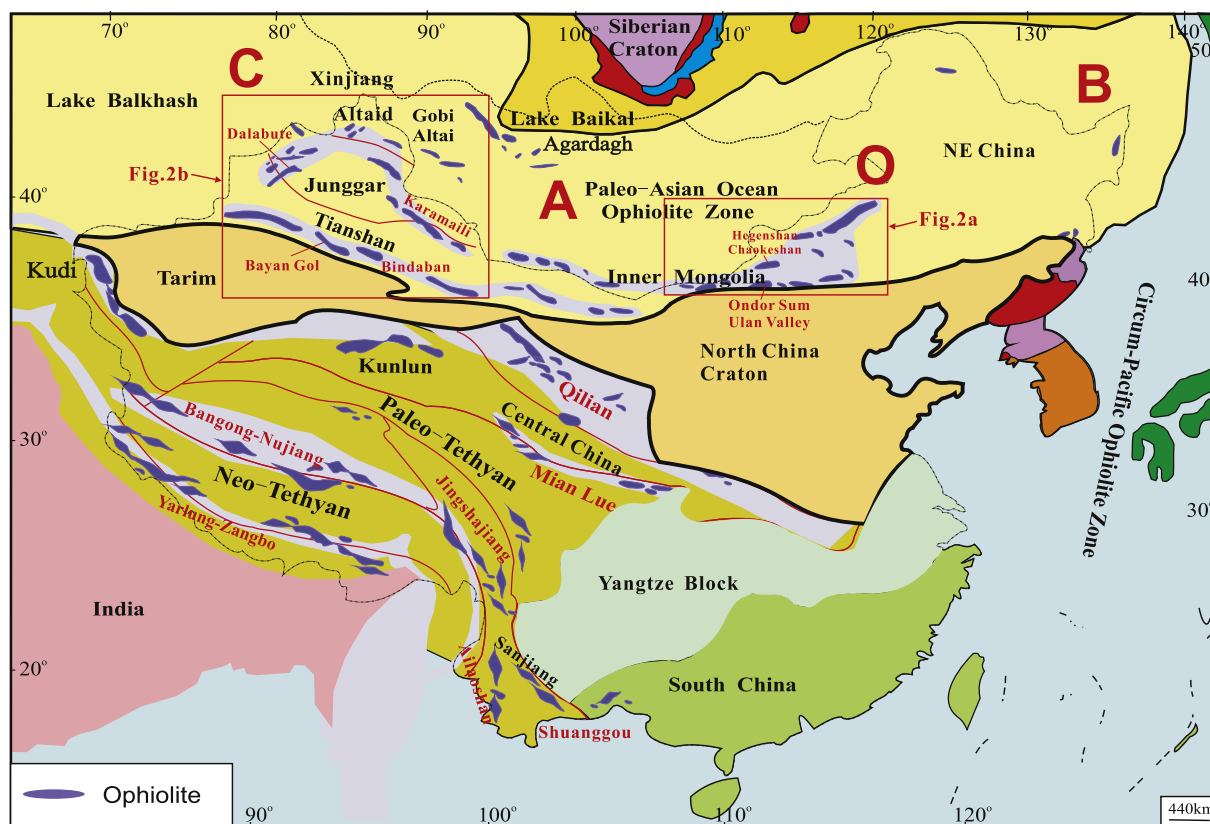 70°
80°
90°
100°
110°
120°
130°
140°
Siberian
Craton
C
Xinjiang
B
Lake Balkhash
Altaid
Gobi
Altai
Lake Baikal
Agardagh
Dalabute
NE China
O
Fig.2b
Junggar
A
Paleo-Asian Ocean
Ophiolite Zone
40°
Karamaili
Fig.2a
Tianshan
Hegenshan
Chaokeshan
Kudi
Bayan Gol
Bindaban
Tarim
Inner Mongolia
Ondor Sum
Ulan Valley
North China
Craton
Circum-Pacific Ophiolite Zone
Kunlun
Qilian
Central China
Paleo-Tethyan
Bangong-Nujiang
Mian Lue
30°
Neo-Tethyan
Jingshajiang
Yarlung-Zangbo
30°
Yangtze Block
India
20°
Sanjiang
Ailaoshan
South China
Shuanggou
Ophiolite
90°
100°
110°
120°
440km